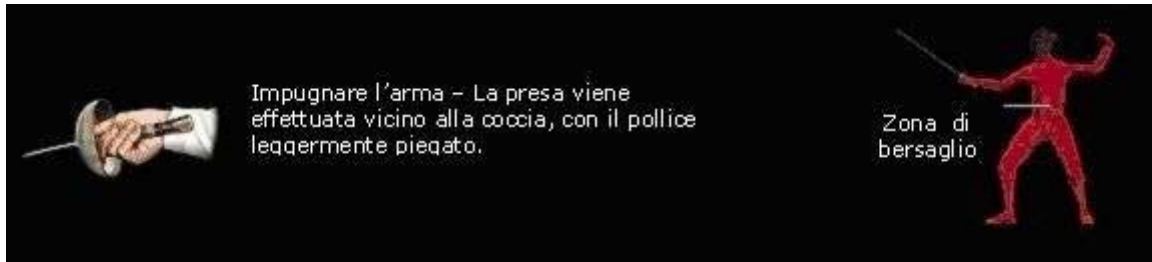 Impugnare l'arma – La presa viene
effettuata vicino alla coccia, con il pollice
leggermente piegato.
Zona di
bersaglio